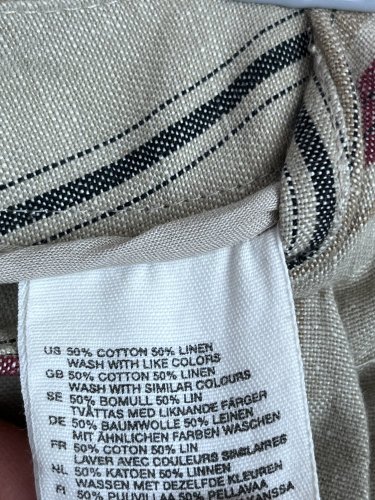 US 50% COTTON 50% LINEN
WASH WITH LIKE COLORS
GB 50% COTTON 50% LINEN
WASH WITH SIMILAR COLOURS
SE 50% BOMULL 50% LIN
TVÄTTAS MED LIKNANDE FÄRGER
DE 50% BAUMWOLLE 50% LEINEN
MIT ÄHNLICHEN FARBEN WASCHEN
FR 50% COTON 50% LIN
LAVER AVEC COULEURS SIMILAIRES
NL 50% KATOEN 50% LINNEN
WASSEN MET DEZELFDE KLEUREN
FI 50% PUUVILLAA 50% PELLAVAA